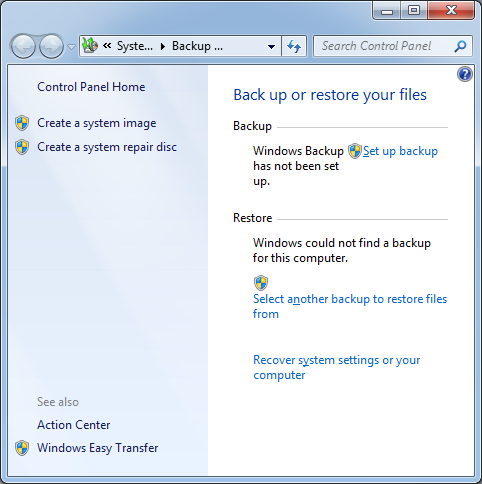 « Syste... Backup ...
Search Control Panel
Control Panel Home
Create a system image
Create a system repair disc
See also
Action Center
Windows Easy Transfer
?
Back up or restore your files
Backup
Windows Backup Set up backup
has not been set
up.
Restore
Windows could not find a backup
for this computer.
Select another backup to restore files
from
Recover system settings or your
computer